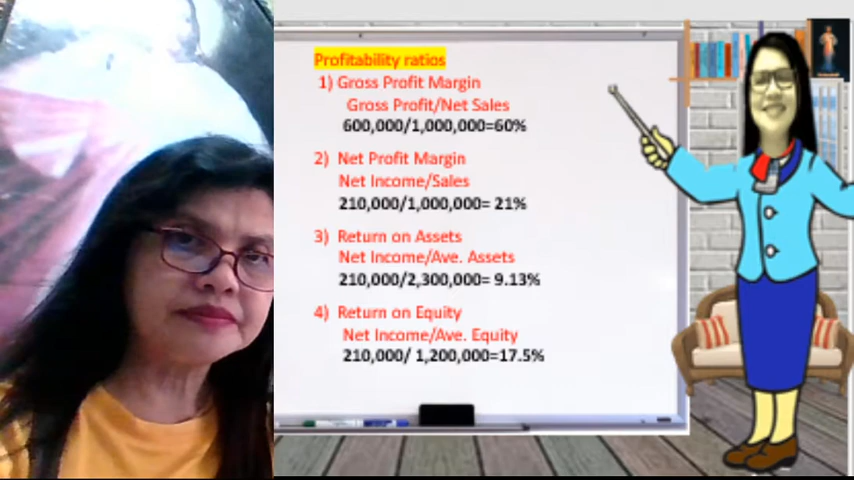 Profitability ratios
1) Gross Profit Margin
Gross Profit/Net Sales
600,000/1,000,000=60%
2) Net Profit Margin
Net Income/Sales
210,000/1,000,000= 21%
3) Return on Assets
Net Income/Ave. Assets
210,000/2,300,000= 9.13%
4) Return on Equity
Net Income/Ave. Equity
210,000/ 1,200,000=17.5%